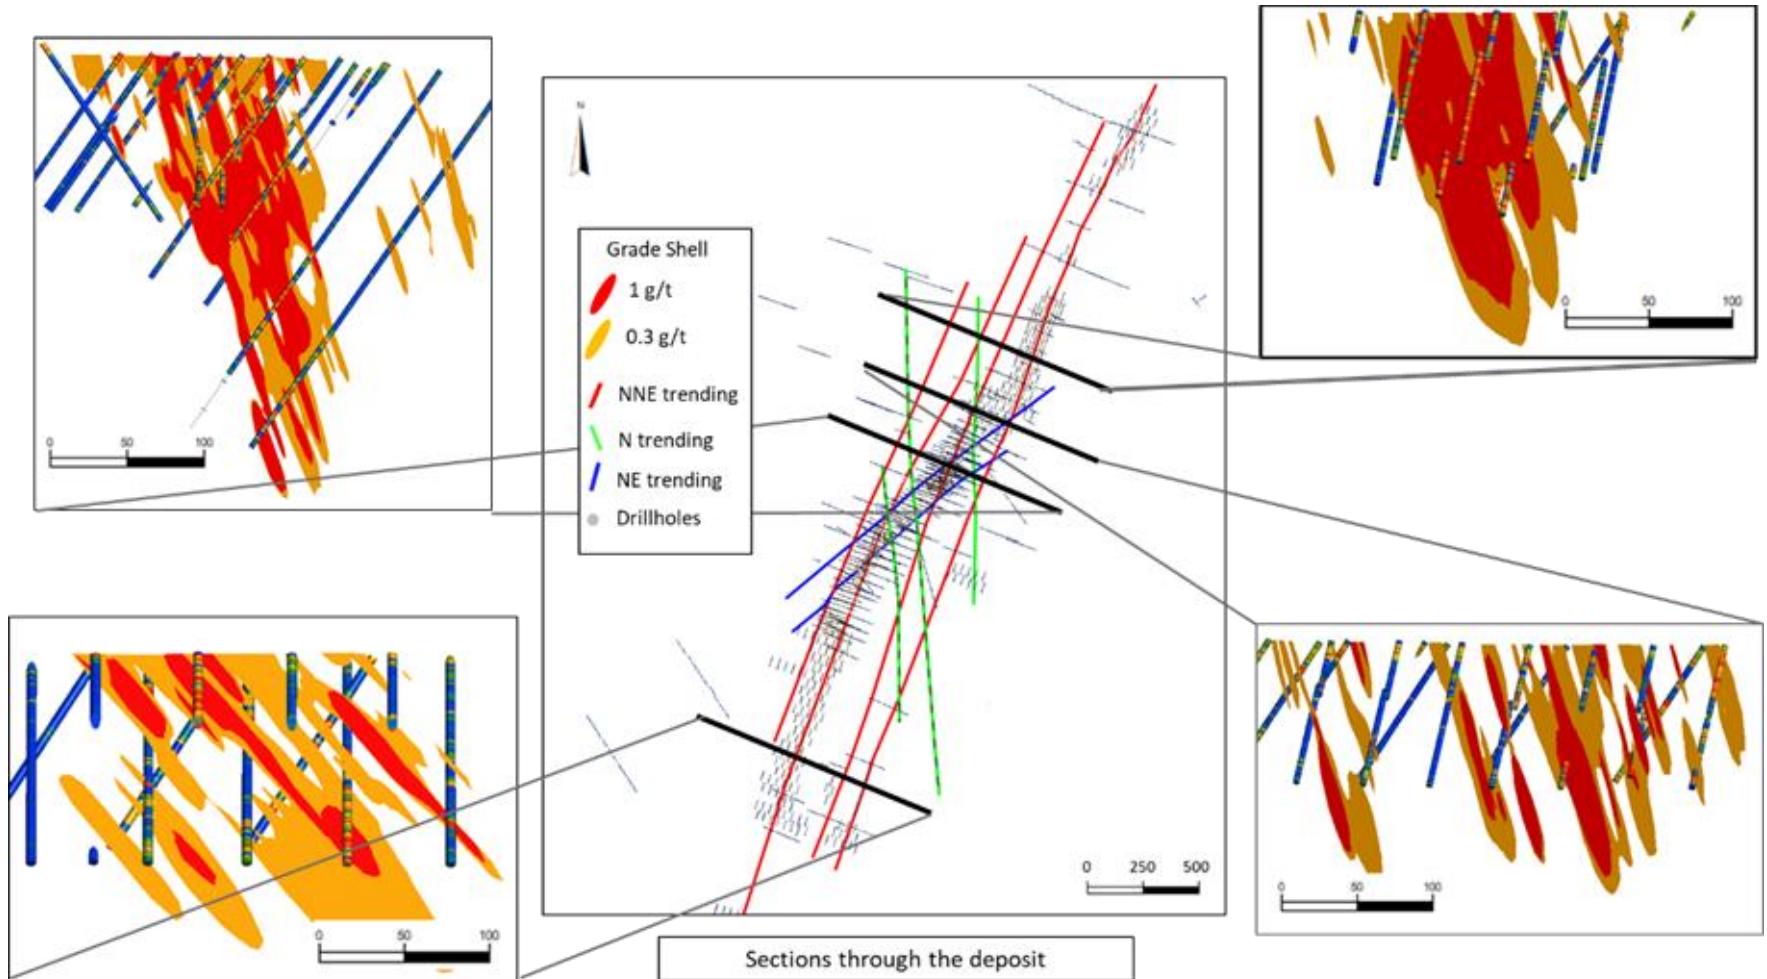 0 50 100
N
Grade Shell
1 g/t
0.3 g/t
NNE trending
N trending
NE trending
Drillholes
0 50 100
0 250 500
0 50 100
0 50 100
Sections through the deposit